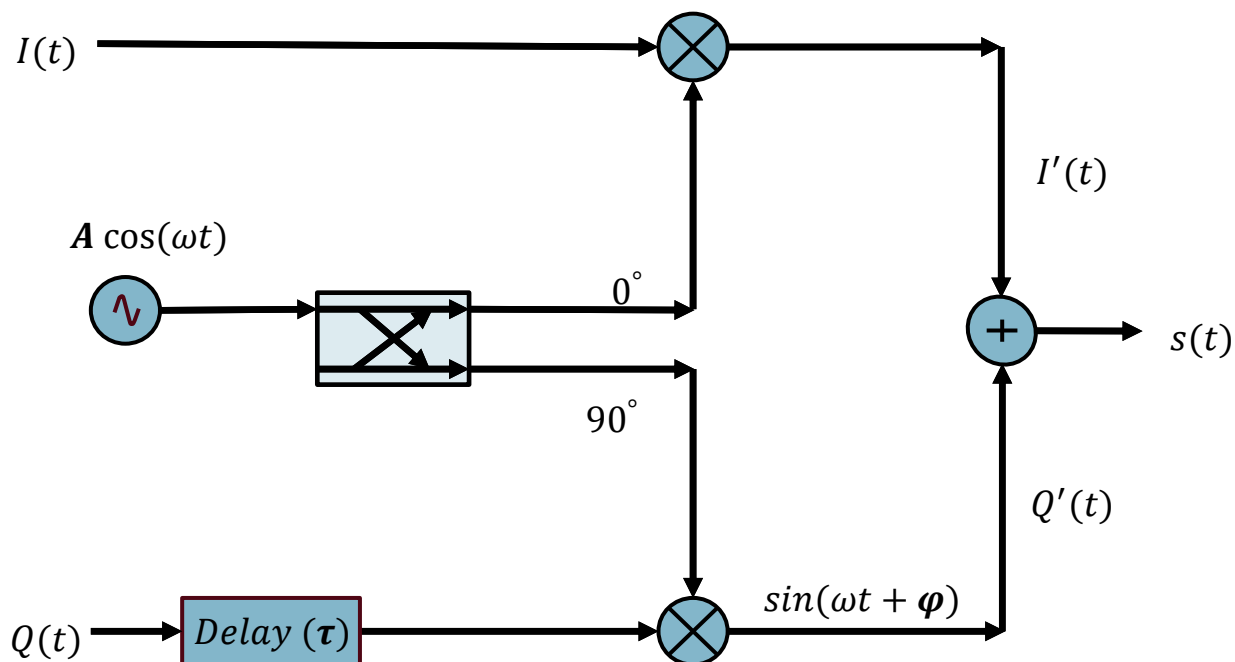 I(t)
I′(t)
A cos(ωt)
0°
s(t)
90°
Q′(t)
sin(ωt + φ)
Q(t)
Delay (τ)